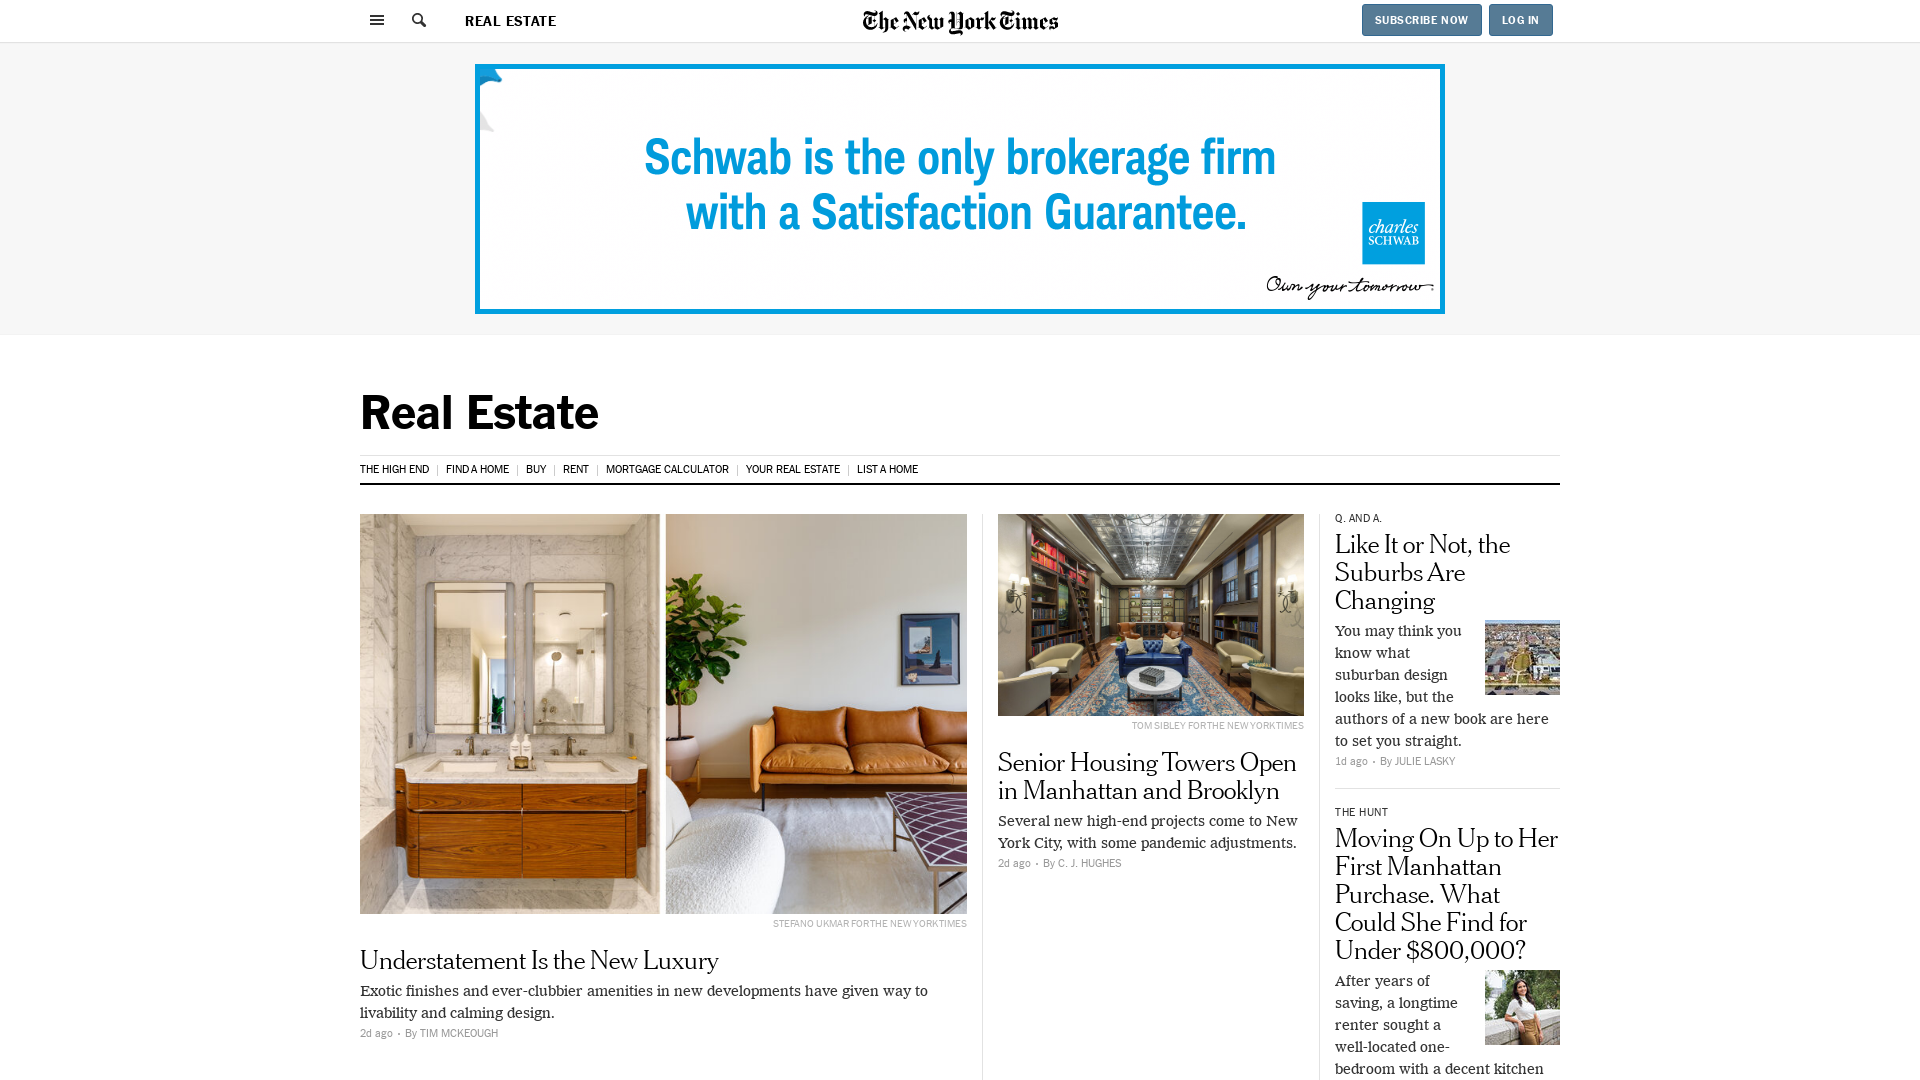 REAL ESTATE
The New York Times
SUBSCRIBE NOW
LOG IN
Schwab is the only brokerage firm
with a Satisfaction Guarantee.
charles
SCHWAB
Own your tomorrow.
Real Estate
THE HIGH END
FIND A HOME
BUY
RENT
MORTGAGE CALCULATOR
YOUR REAL ESTATE
LIST A HOME
STEFANO UKMAR FOR THE NEW YORK TIMES
Understatement Is the New Luxury
Exotic finishes and ever-clubbier amenities in new developments have given way to
livability and calming design.
2d ago • By TIM MCKEOUGH
TOM SIBLEY FOR THE NEW YORK TIMES
Senior Housing Towers Open
in Manhattan and Brooklyn
Several new high-end projects come to New
York City, with some pandemic adjustments.
2d ago • By C. J. HUGHES
Q. AND A.
Like It or Not, the
Suburbs Are
Changing
You may think you
know what
suburban design
looks like, but the
authors of a new book are here
to set you straight.
1d ago • By JULIE LASKY
THE HUNT
Moving On Up to Her
First Manhattan
Purchase. What
Could She Find for
Under $800,000?
After years of
saving, a longtime
renter sought a
well-located one-
bedroom with a decent kitchen